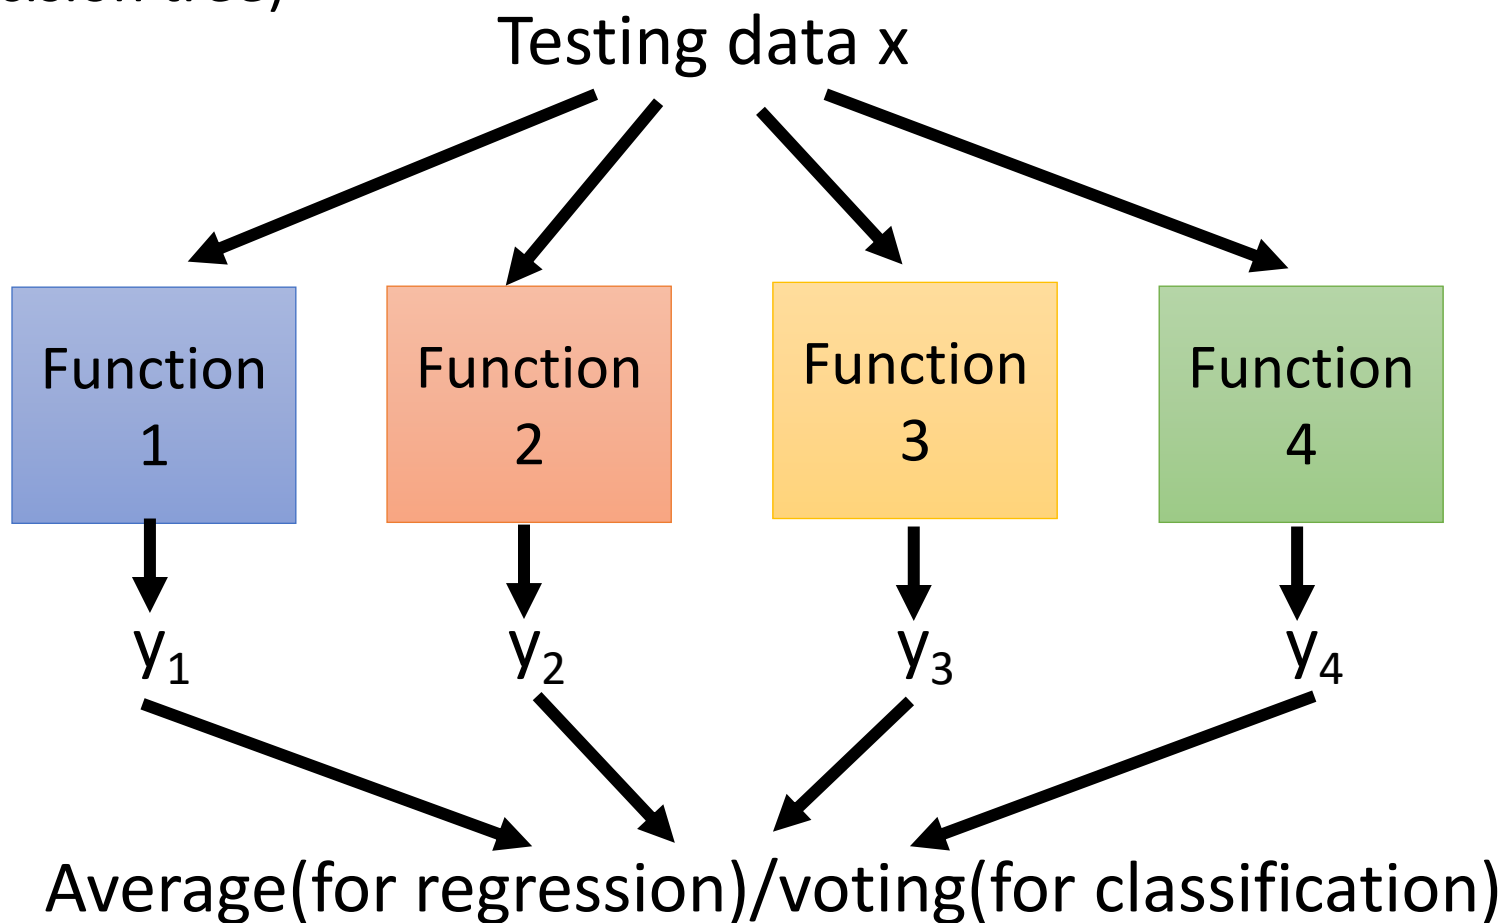 Testing data x
Function
1
Function
2
Function
3
Function
4
y1
y2
y3
y4
Average(for regression)/voting(for classification)